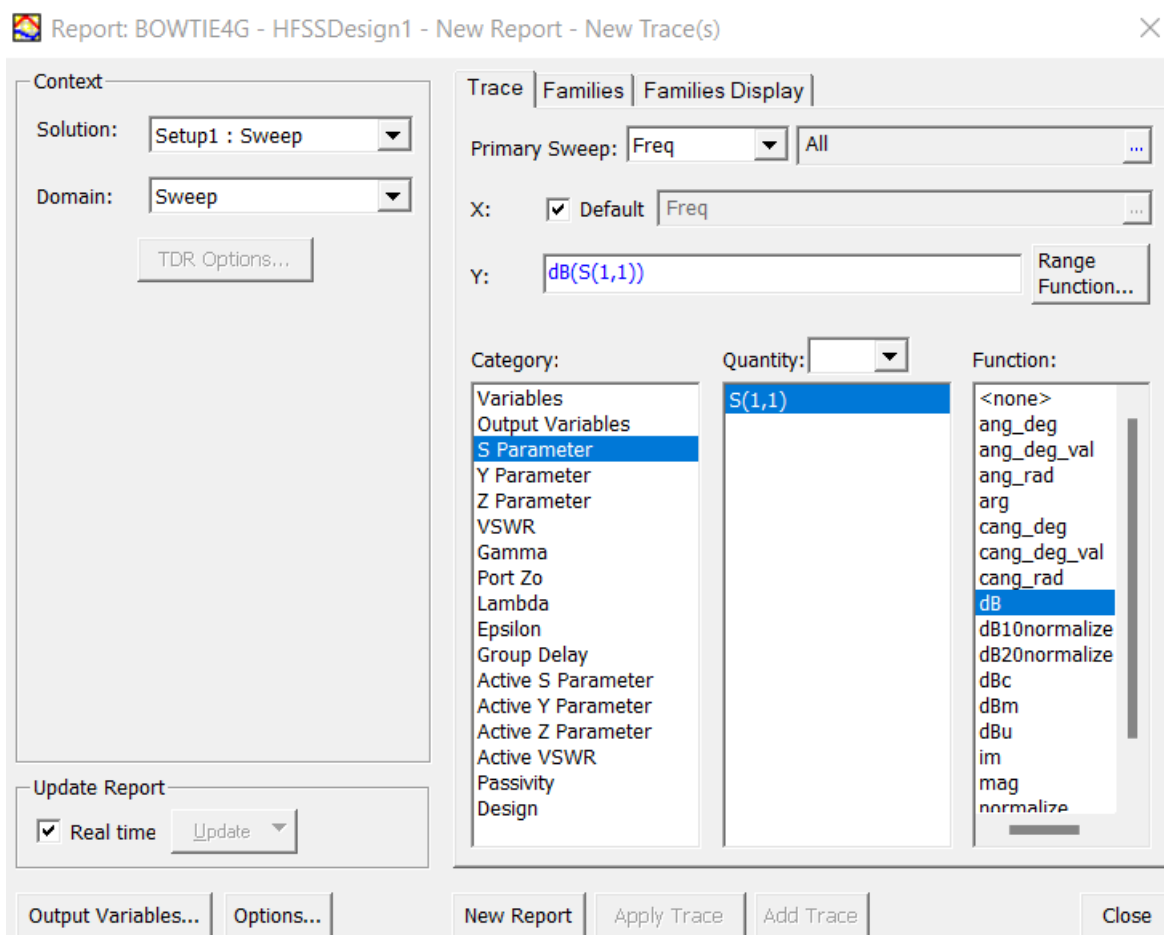 Report: BOWTIE4G - HFSSDesign1 - New Report - New Trace(s)
Context
Solution: Setup1 : Sweep
Domain: Sweep
TDR Options...
Update Report
Real time Update
Output Variables... Options...
Trace Families Families Display
Primary Sweep: Freq All ...
X: Default Freq ...
Y: dB(S(1,1)) Range Function...
Category:
Variables
Output Variables
S Parameter
Y Parameter
Z Parameter
VSWR
Gamma
Port Zo
Lambda
Epsilon
Group Delay
Active S Parameter
Active Y Parameter
Active Z Parameter
Active VSWR
Passivity
Design
Quantity:
S(1,1)
Function:
<none>
ang_deg
ang_deg_val
ang_rad
arg
cang_deg
cang_deg_val
cang_rad
dB
dB10normalize
dB20normalize
dBc
dBm
dBu
im
mag
normalize
New Report Apply Trace Add Trace Close